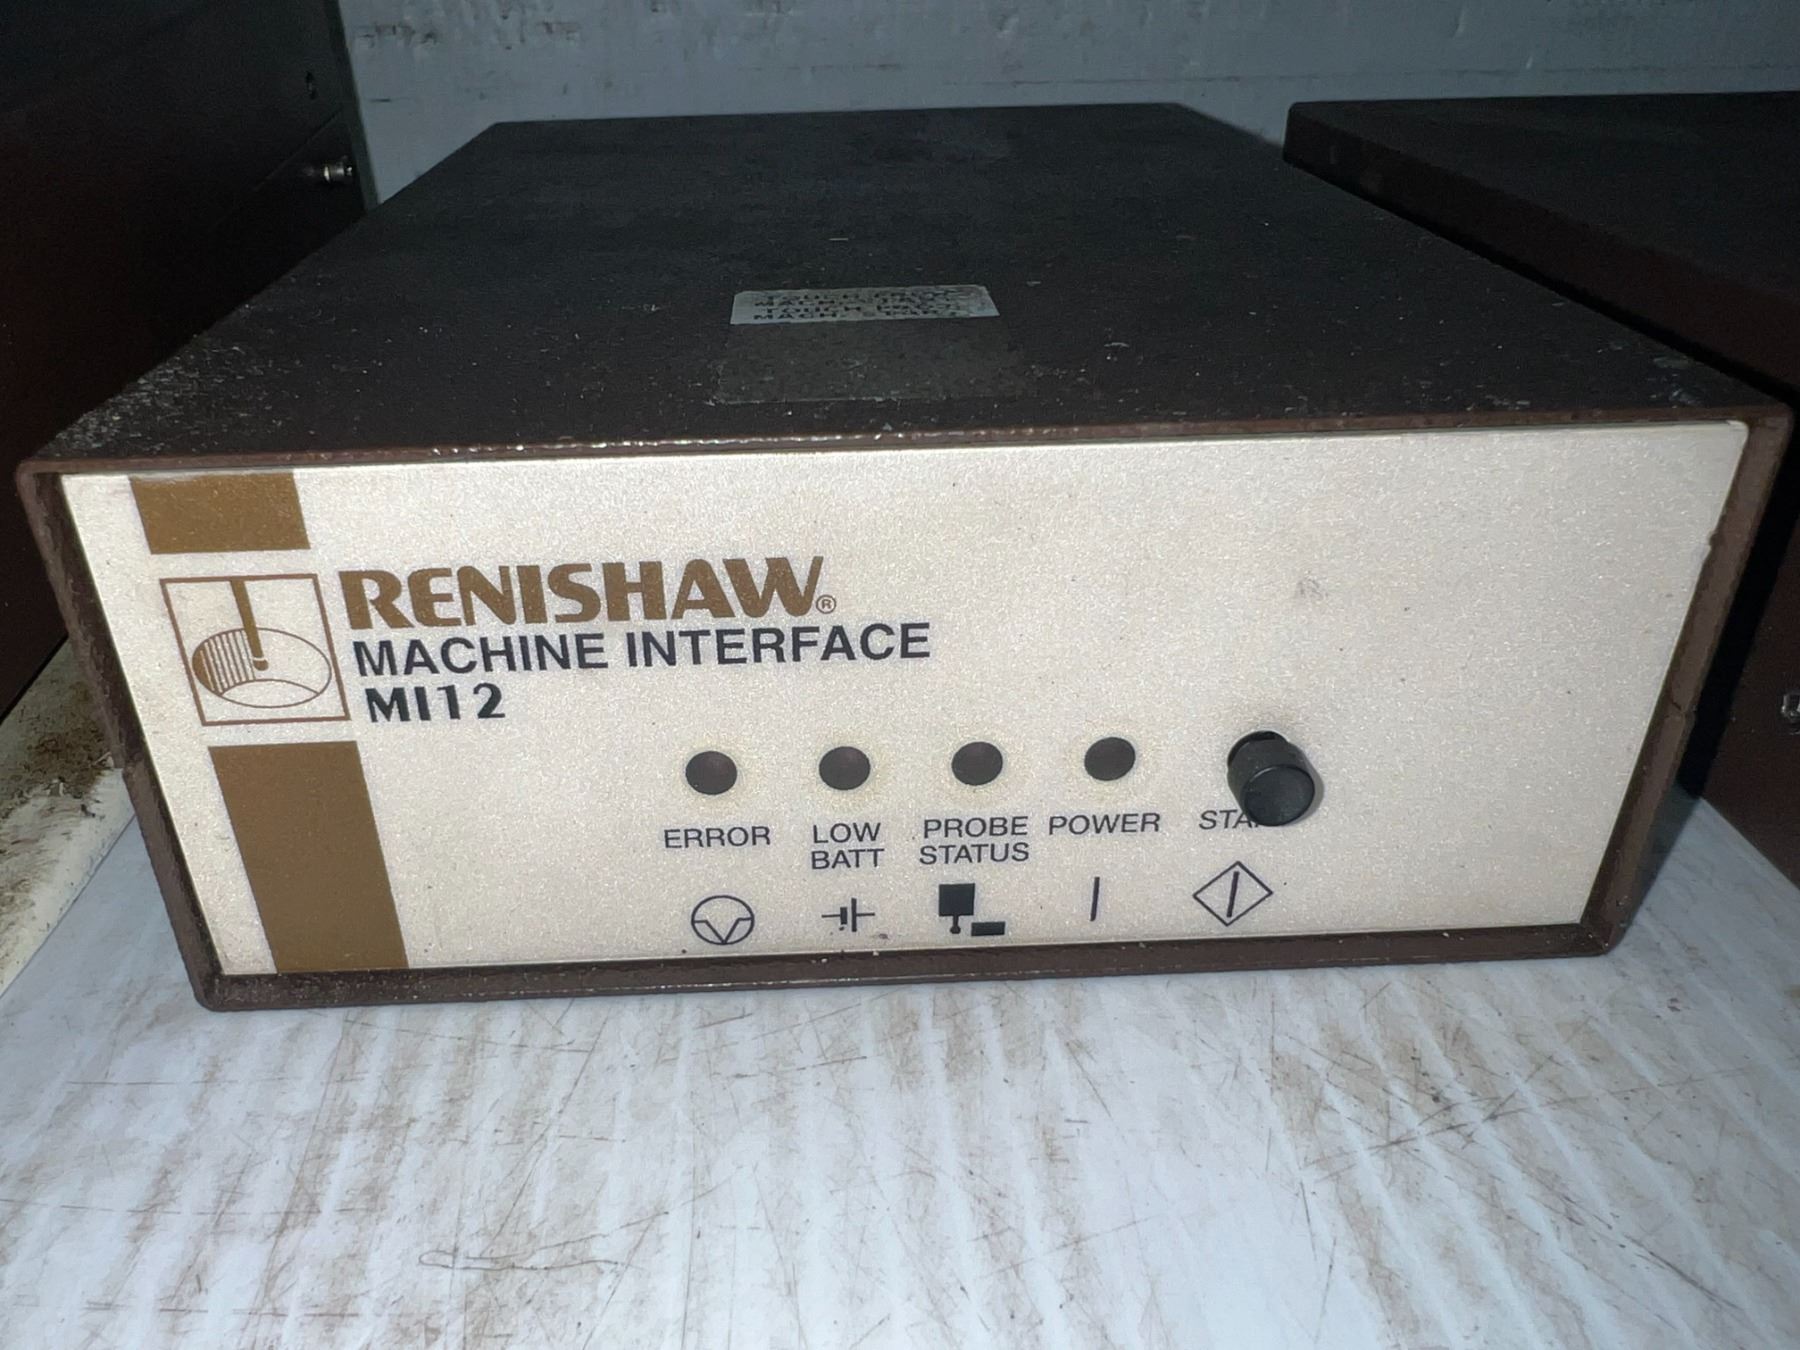 RENISHAW®
MACHINE INTERFACE
MI12
ERROR
LOW
BATT
PROBE
STATUS
POWER